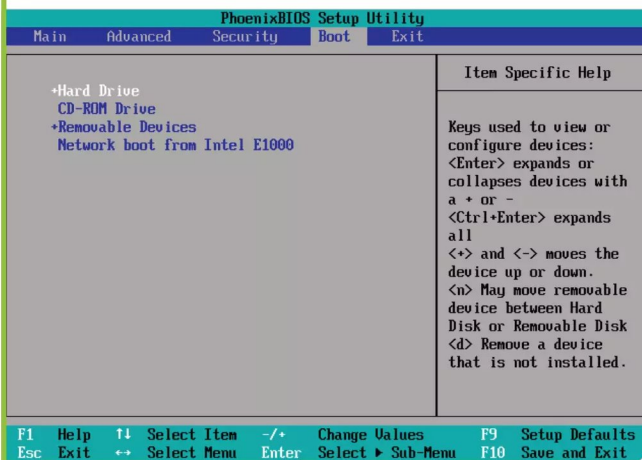 PhoenixBIOS Setup Utility
Main Advanced Security Boot Exit
+Hard Drive
CD-ROM Drive
+Removable Devices
Network boot from Intel E1000
Item Specific Help
Keys used to view or
configure devices:
<Enter> expands or
collapses devices with
a + or -
<Ctrl+Enter> expands
all
<+> and <-> moves the
device up or down.
<n> May move removable
device between Hard
Disk or Removable Disk
<d> Remove a device
that is not installed.
F1 Help ↑↓ Select Item -/+ Change Values F9 Setup Defaults
Esc Exit ↔ Select Menu Enter Select ▶ Sub-Menu F10 Save and Exit